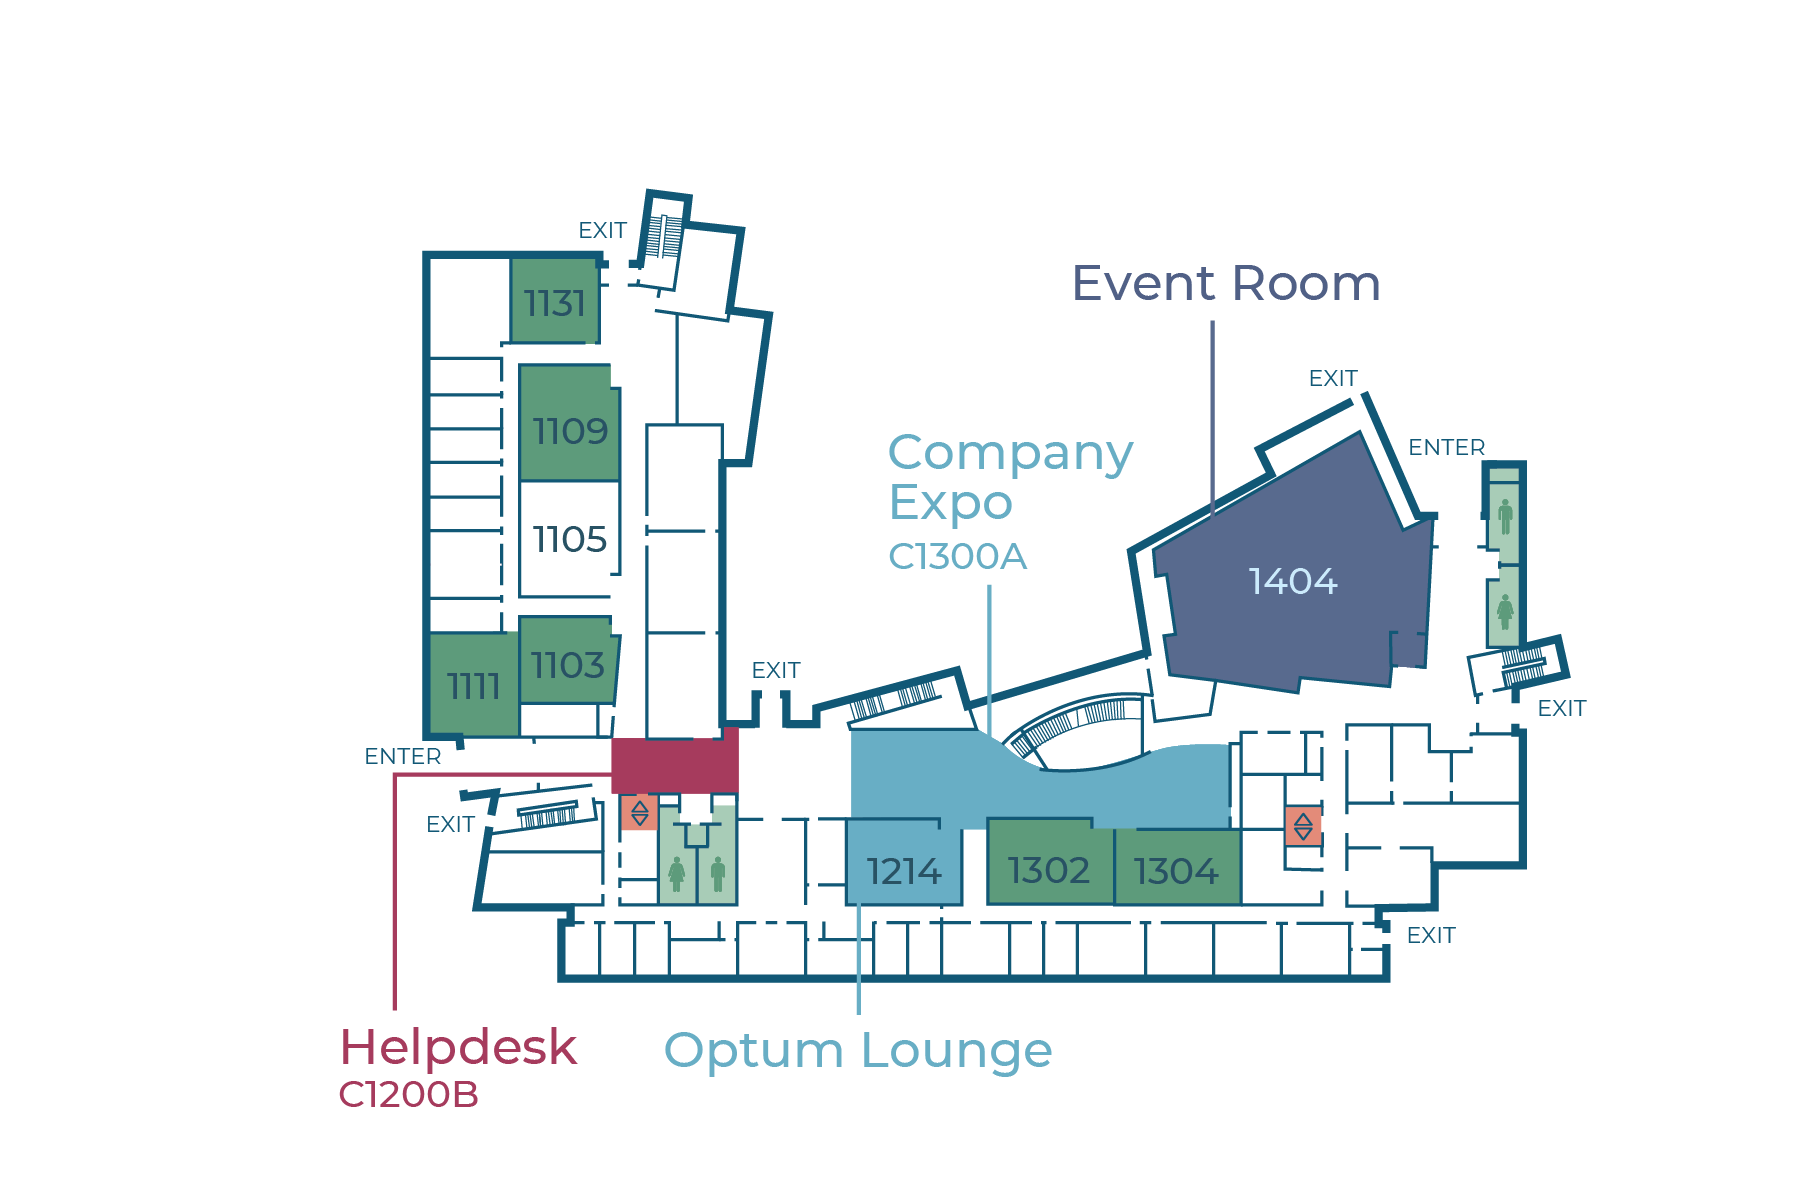 EXIT
1131
Event Room
EXIT
1109
Company
Expo
C1300A
ENTER
1105
1404
1103
1111
EXIT
EXIT
ENTER
EXIT
1214
1302
1304
EXIT
Helpdesk
C1200B
Optum Lounge